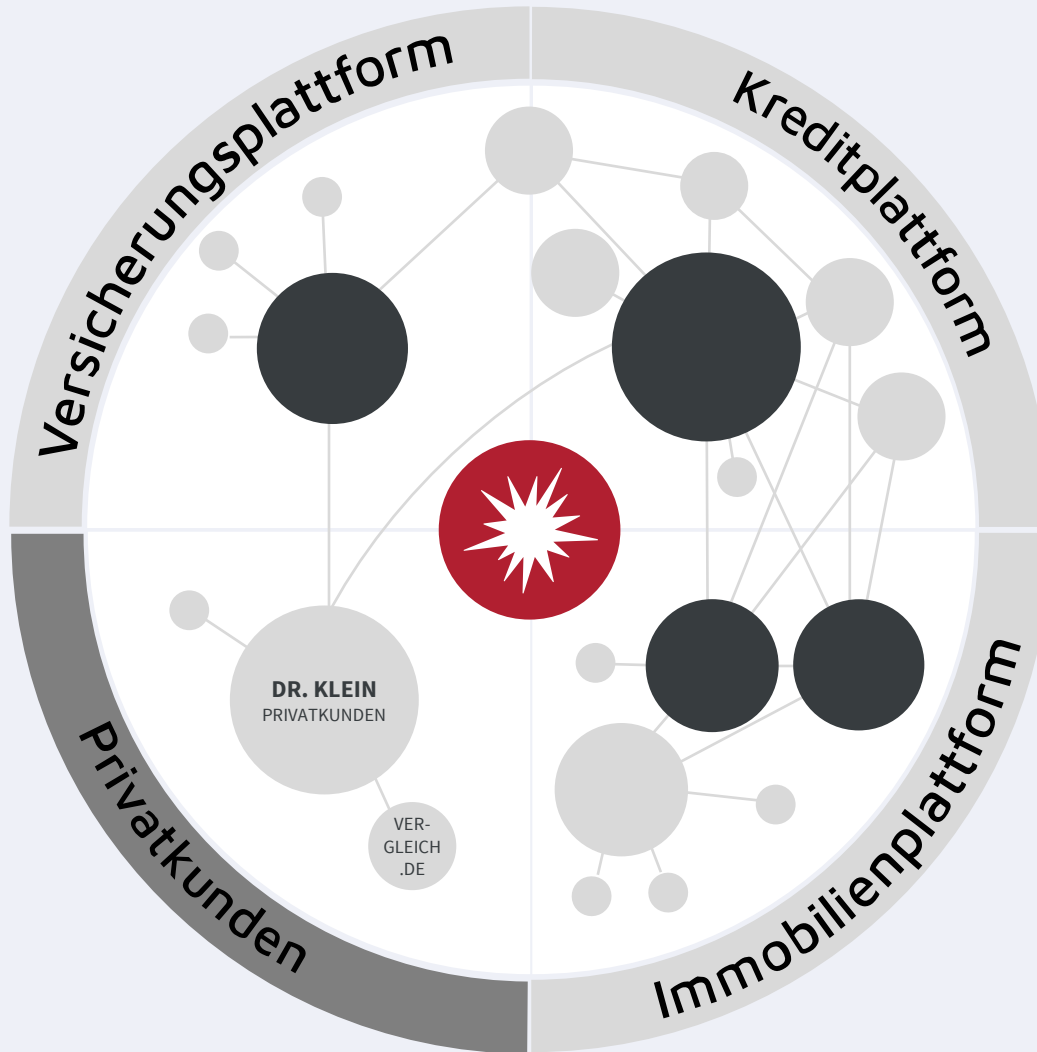 Versicherungsplattform
Kreditplattform
DR. KLEIN
PRIVATKUNDEN
VER-
GLEICH
.DE
Privatkunden
Immobilienplattform